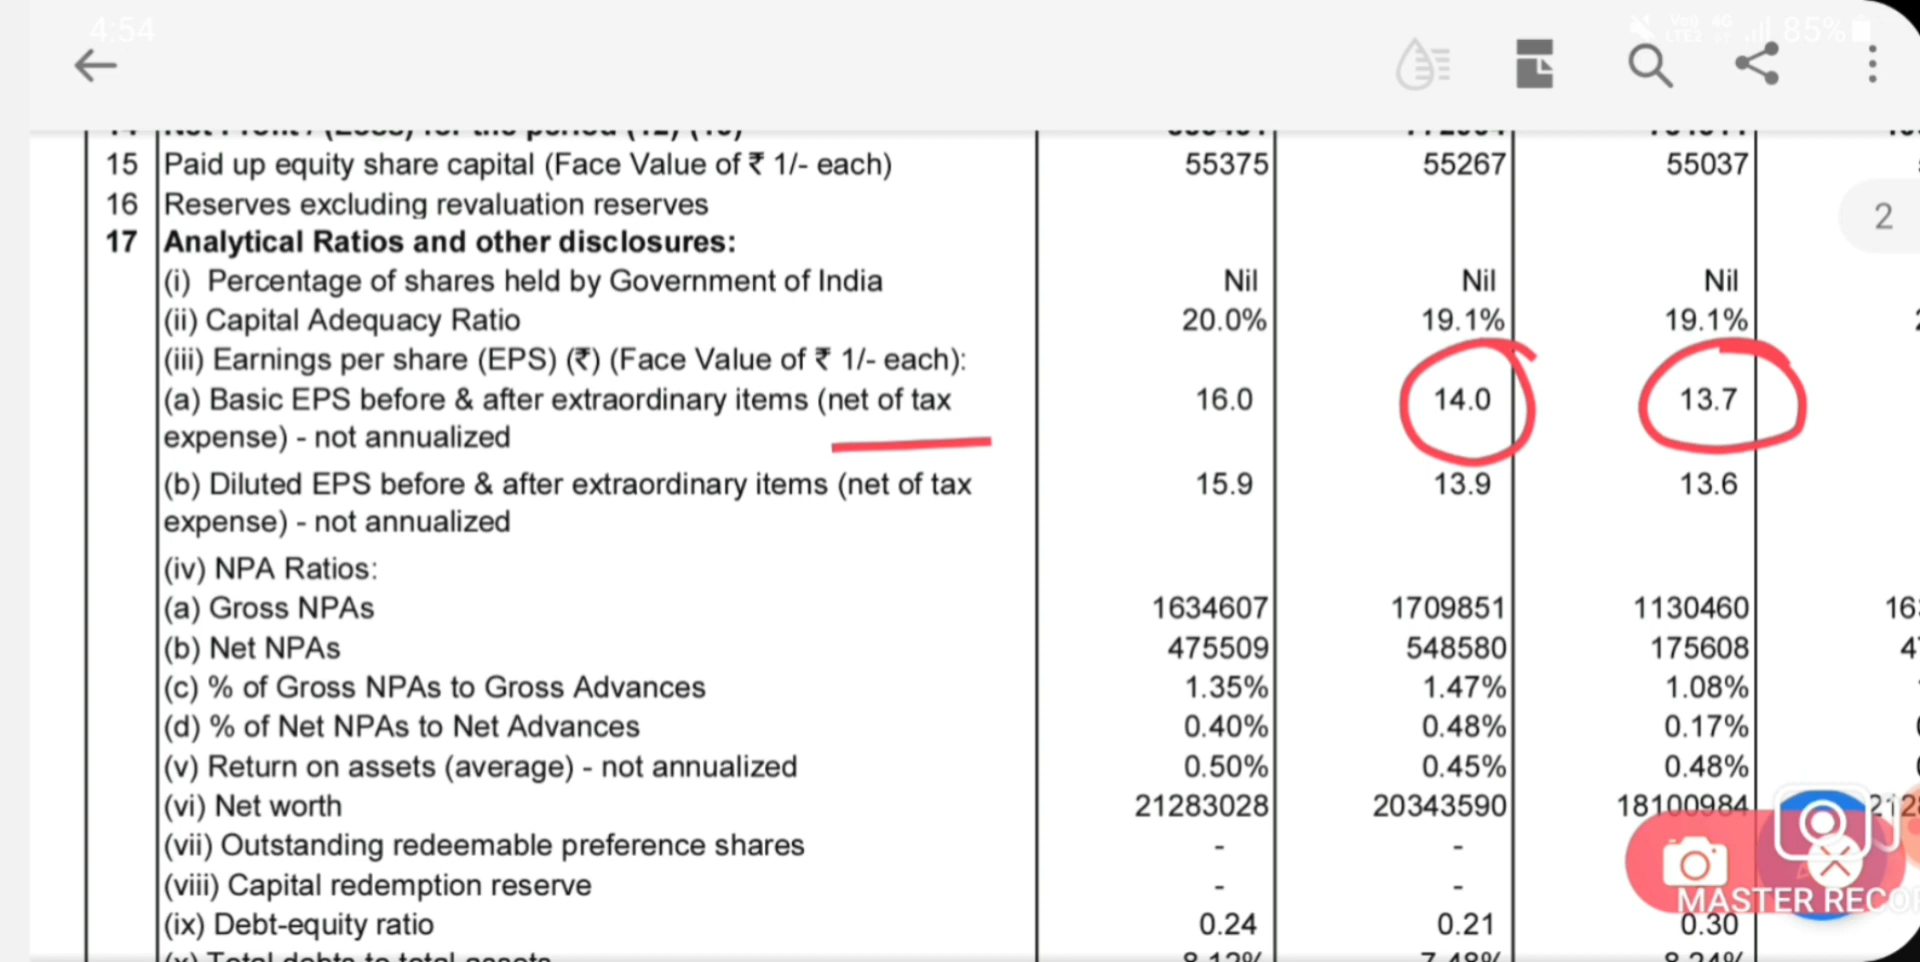 4:54
Vo)) 4G 85%
LTE2
15 Paid up equity share capital (Face Value of ₹ 1/- each) 55375 55267 55037
2
16 Reserves excluding revaluation reserves
17 Analytical Ratios and other disclosures:
(i) Percentage of shares held by Government of India Nil Nil Nil
(ii) Capital Adequacy Ratio 20.0% 19.1% 19.1%
(iii) Earnings per share (EPS) (₹) (Face Value of ₹ 1/- each):
(a) Basic EPS before & after extraordinary items (net of tax 16.0 14.0 13.7
expense) - not annualized
(b) Diluted EPS before & after extraordinary items (net of tax 15.9 13.9 13.6
expense) - not annualized
(iv) NPA Ratios:
(a) Gross NPAs 1634607 1709851 1130460
(b) Net NPAs 475509 548580 175608
(c) % of Gross NPAs to Gross Advances 1.35% 1.47% 1.08%
(d) % of Net NPAs to Net Advances 0.40% 0.48% 0.17%
(v) Return on assets (average) - not annualized 0.50% 0.45% 0.48%
(vi) Net worth 21283028 20343590 18100984
(vii) Outstanding redeemable preference shares - -
(viii) Capital redemption reserve - -
MASTER RECO
(ix) Debt-equity ratio 0.24 0.21 0.30